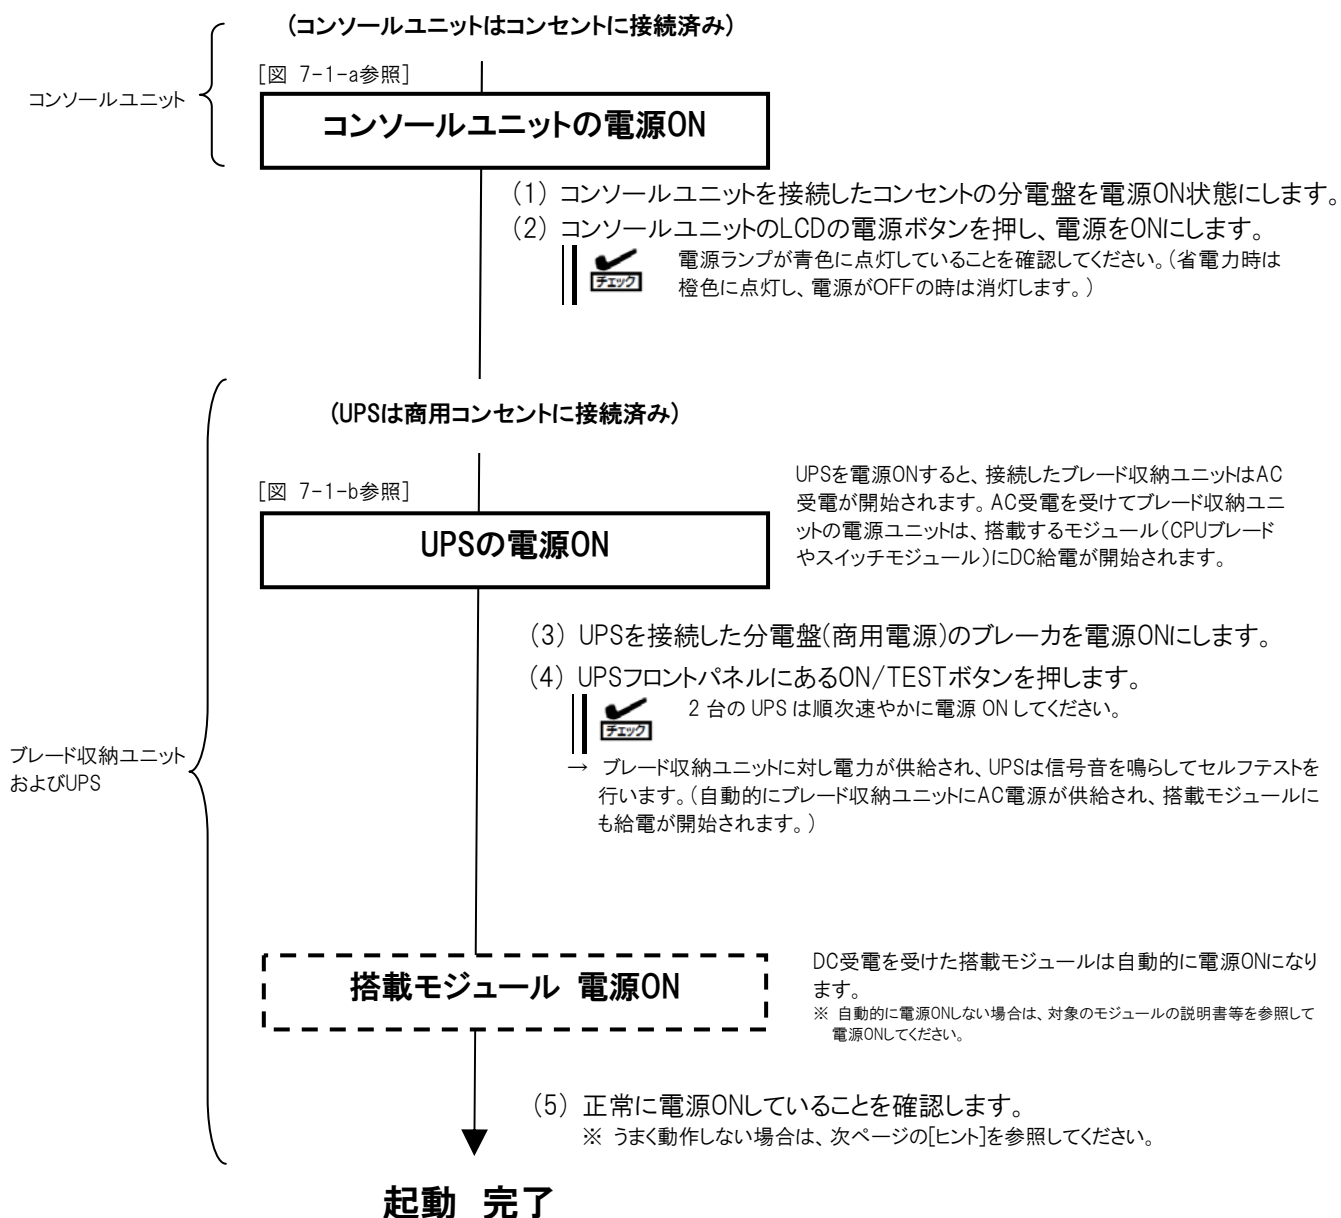 (コンソールユニットはコンセントに接続済み)
[図 7-1-a参照]
コンソールユニット
コンソールユニットの電源ON
(1) コンソールユニットを接続したコンセントの分電盤を電源ON状態にします。
(2) コンソールユニットのLCDの電源ボタンを押し、電源をONにします。
チェック
電源ランプが青色に点灯していることを確認してください。(省電力時は
橙色に点灯し、電源がOFFの時は消灯します。)
(UPSは商用コンセントに接続済み)
[図 7-1-b参照]
UPSの電源ON
UPSを電源ONすると、接続したブレード収納ユニットはAC
受電が開始されます。AC受電を受けてブレード収納ユニ
ットの電源ユニットは、搭載するモジュール(CPUブレード
やスイッチモジュール)にDC給電が開始されます。
(3) UPSを接続した分電盤(商用電源)のブレーカを電源ONにします。
(4) UPSフロントパネルにあるON/TESTボタンを押します。
チェック
2 台の UPS は順次速やかに電源 ON してください。
ブレード収納ユニット
およびUPS
→ ブレード収納ユニットに対し電力が供給され、UPSは信号音を鳴らしてセルフテストを
行います。(自動的にブレード収納ユニットにAC電源が供給され、搭載モジュールに
も給電が開始されます。)
搭載モジュール 電源ON
DC受電を受けた搭載モジュールは自動的に電源ONになり
ます。
※ 自動的に電源ONしない場合は、対象のモジュールの説明書等を参照して
電源ONしてください。
(5) 正常に電源ONしていることを確認します。
※ うまく動作しない場合は、次ページの[ヒント]を参照してください。
起動 完了